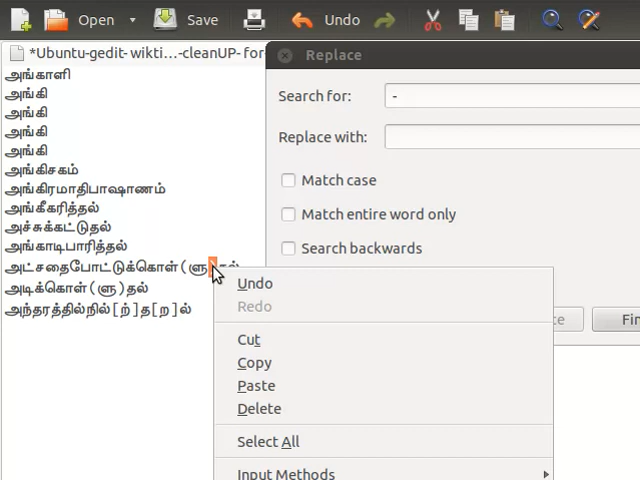 Open Save Undo
*Ubuntu-gedit- wikti...-cleanUP- for
Replace
அங்காளி
அங்கி
அங்கி
அங்கி
அங்கி
அங்கிசகம்
அங்கிரமாதிபாஷாணம்
அங்கீகரித்தல்
அச்சுக்கட்டுதல்
அங்காடிபாரித்தல்
அட்சதைபோட்டுக்கொள்(ளு)தல்
அடிக்கொள்(ளு)தல்
அந்தரத்தில்நில்[ற்]த[ற]ல்
Search for: -
Replace with:
Match case
Match entire word only
Search backwards
Fin
Undo
Redo
Cut
Copy
Paste
Delete
Select All
Input Methods